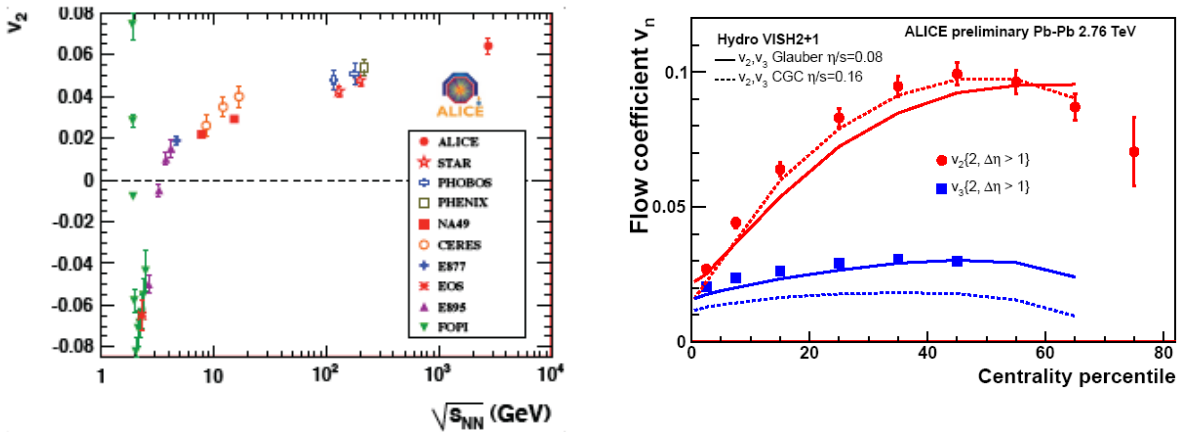 v₂
0.08
0.06
0.04
0.02
0
-0.02
-0.04
-0.06
-0.08
1
10
10²
10³
10⁴
√sNN (GeV)
ALICE
ALICE
STAR
PHOBOS
PHENIX
NA49
CERES
E877
EOS
E895
FOPI
Flow coefficient vₙ
0.1
0.05
0
0
20
40
60
80
Centrality percentile
ALICE preliminary Pb-Pb 2.76 TeV
Hydro VISH2+1
v₂,v₃ Glauber η/s=0.08
v₂,v₃ CGC η/s=0.16
v₂{2, Δη > 1}
v₃{2, Δη > 1}